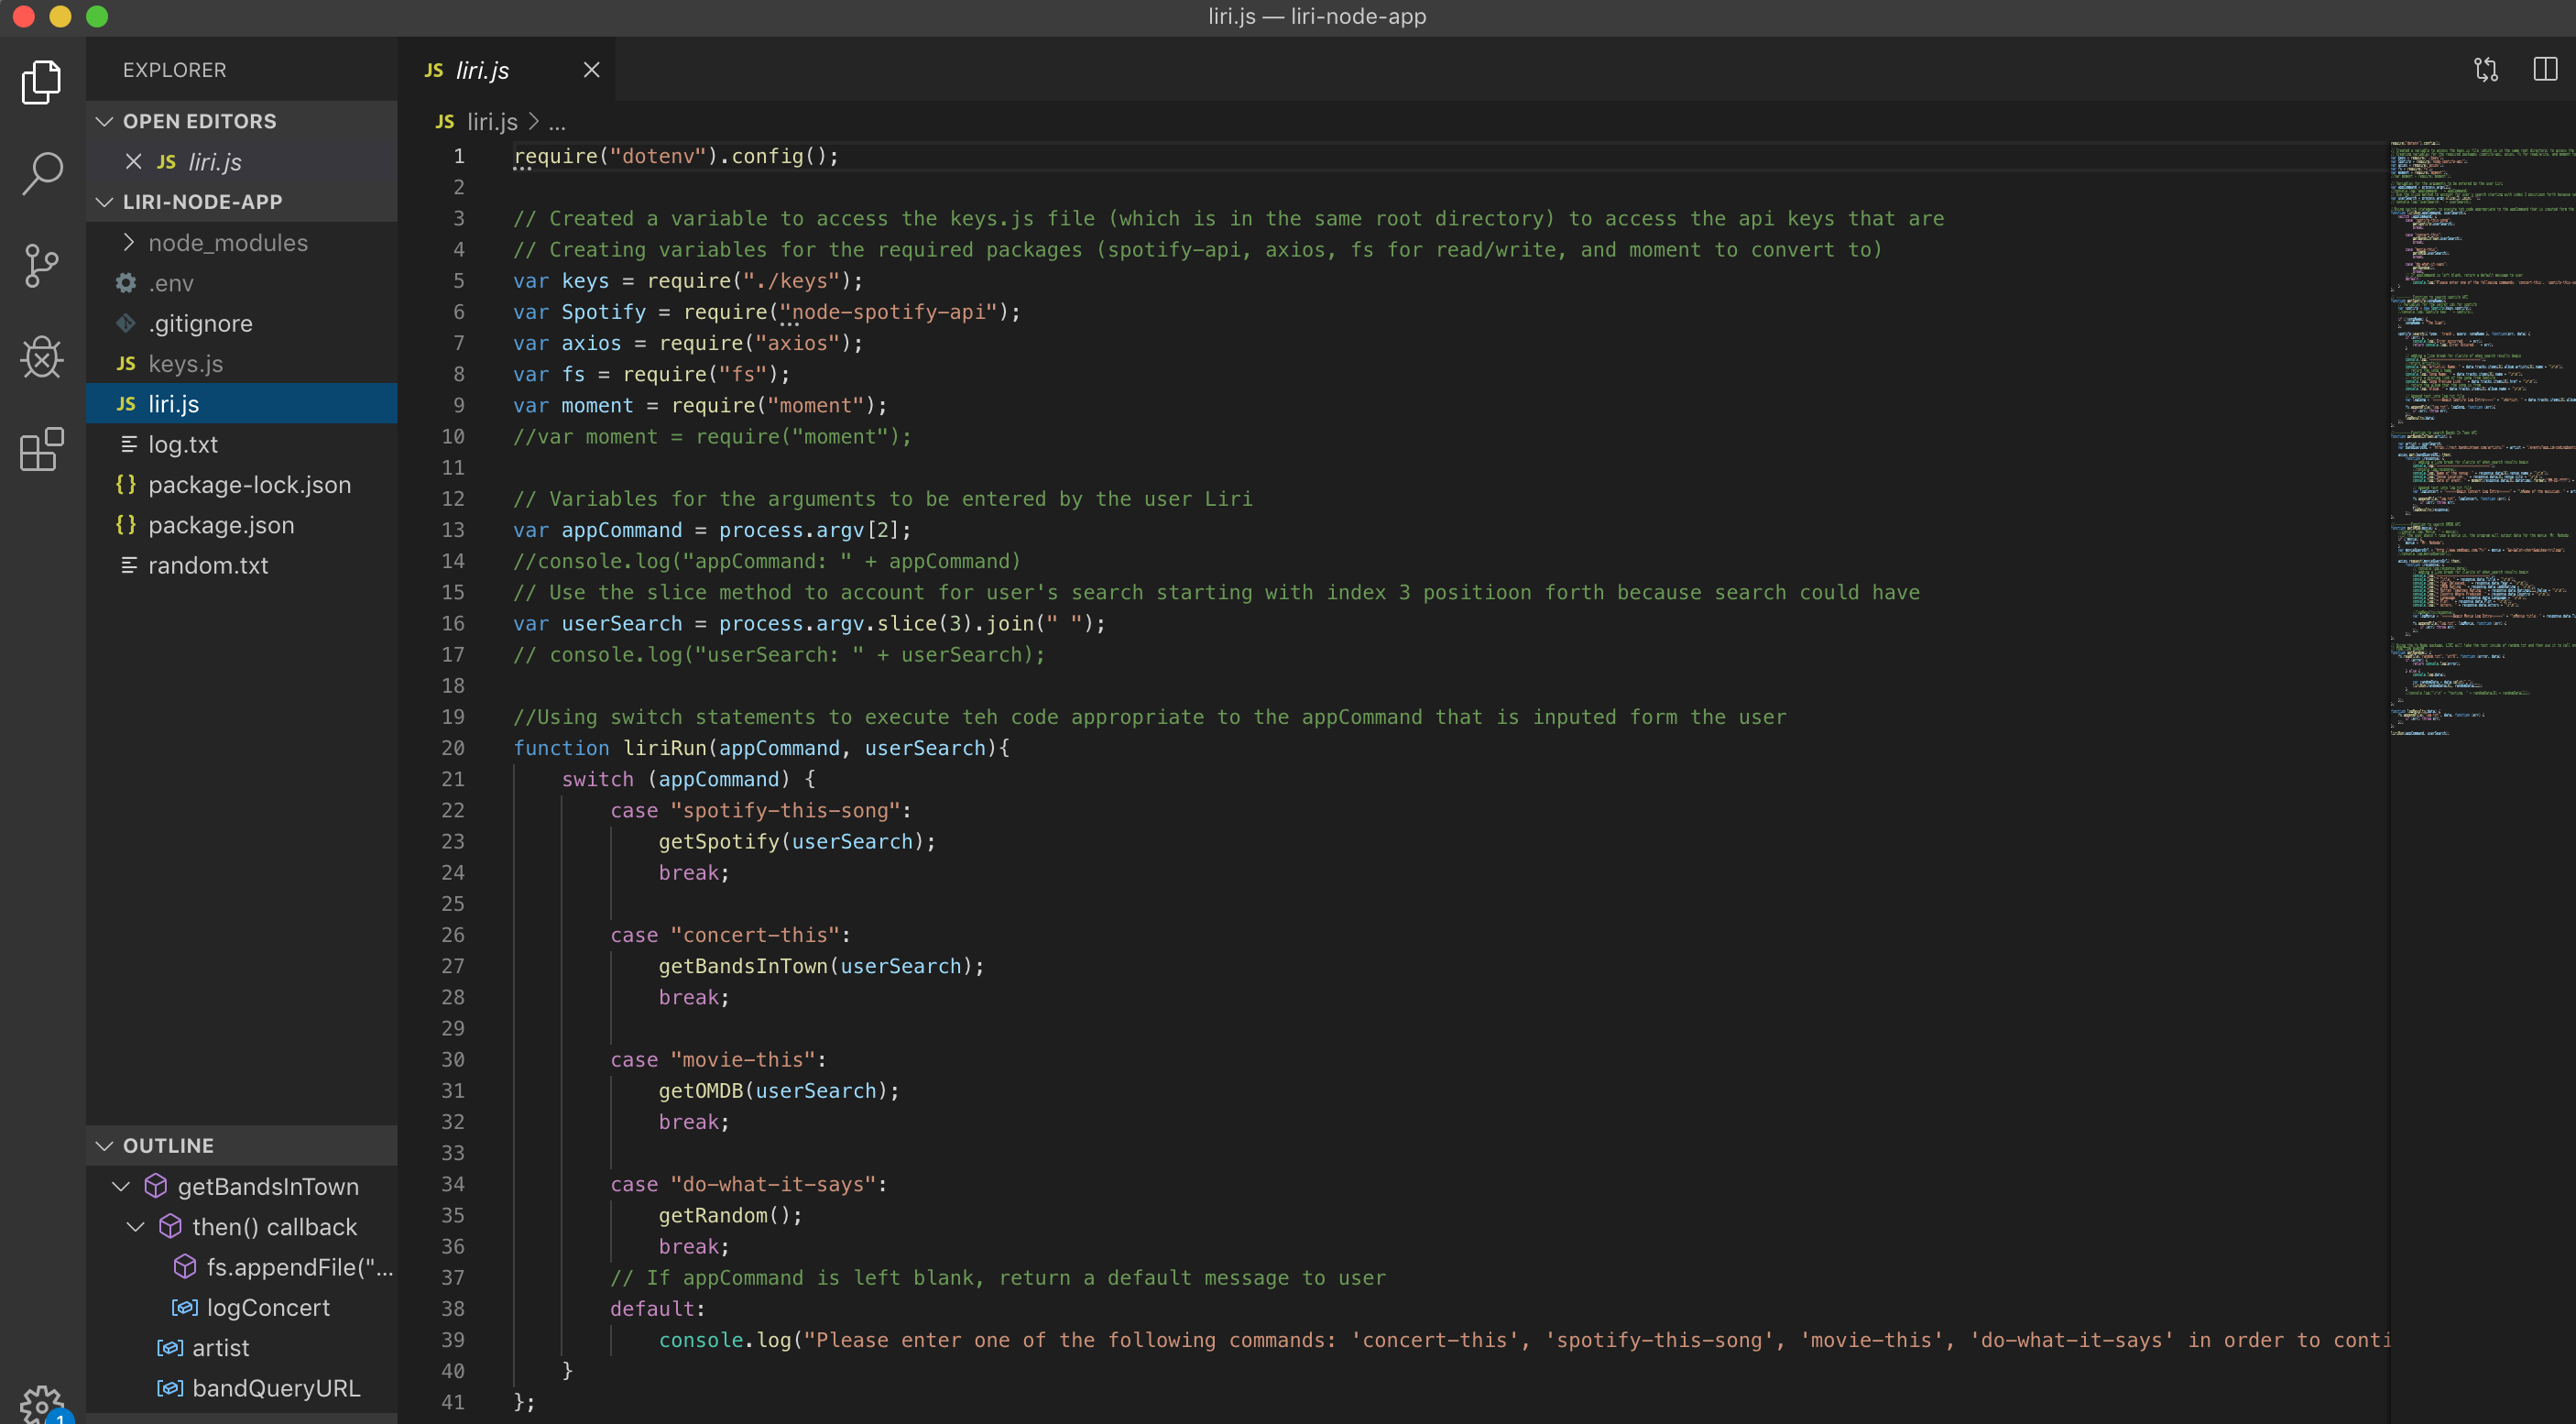 liri.js — liri-node-app
EXPLORER
OPEN EDITORS
JS liri.js
LIRI-NODE-APP
node_modules
.env
.gitignore
JS keys.js
JS liri.js
log.txt
{} package-lock.json
{} package.json
random.txt
OUTLINE
getBandsInTown
then() callback
fs.appendFile("...
logConcert
artist
bandQueryURL
1
JS liri.js
JS liri.js > ...
1 require("dotenv").config();
2
3 // Created a variable to access the keys.js file (which is in the same root directory) to access the api keys that are
4 // Creating variables for the required packages (spotify-api, axios, fs for read/write, and moment to convert to)
5 var keys = require("./keys");
6 var Spotify = require("node-spotify-api");
7 var axios = require("axios");
8 var fs = require("fs");
9 var moment = require("moment");
10 //var moment = require("moment");
11
12 // Variables for the arguments to be entered by the user Liri
13 var appCommand = process.argv[2];
14 //console.log("appCommand: " + appCommand)
15 // Use the slice method to account for user's search starting with index 3 positioon forth because search could have
16 var userSearch = process.argv.slice(3).join(" ");
17 // console.log("userSearch: " + userSearch);
18
19 //Using switch statements to execute teh code appropriate to the appCommand that is inputed form the user
20 function liriRun(appCommand, userSearch){
21 switch (appCommand) {
22 case "spotify-this-song":
23 getSpotify(userSearch);
24 break;
25
26 case "concert-this":
27 getBandsInTown(userSearch);
28 break;
29
30 case "movie-this":
31 getOMDB(userSearch);
32 break;
33
34 case "do-what-it-says":
35 getRandom();
36 break;
37 // If appCommand is left blank, return a default message to user
38 default:
39 console.log("Please enter one of the following commands: 'concert-this', 'spotify-this-song', 'movie-this', 'do-what-it-says' in order to conti
40 }
41 };